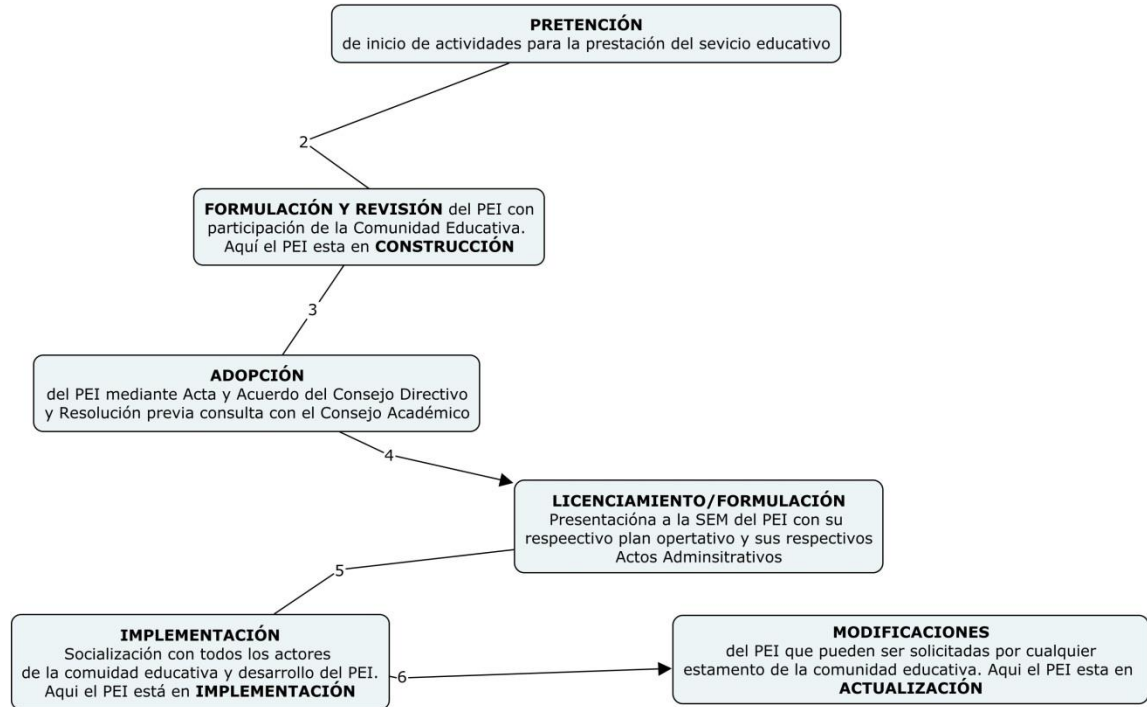 PRETENCIÓN
de inicio de actividades para la prestación del sevicio educativo
2
FORMULACIÓN Y REVISIÓN del PEI con
participación de la Comunidad Educativa.
Aquí el PEI esta en CONSTRUCCIÓN
3
ADOPCIÓN
del PEI mediante Acta y Acuerdo del Consejo Directivo
y Resolución previa consulta con el Consejo Académico
4
LICENCIAMIENTO/FORMULACIÓN
Presentacióna a la SEM del PEI con su
respeectivo plan opertativo y sus respectivos
Actos Adminsitrativos
5
IMPLEMENTACIÓN
Socialización con todos los actores
de la comuidad educativa y desarrollo del PEI.
Aqui el PEI está en IMPLEMENTACIÓN
6
MODIFICACIONES
del PEI que pueden ser solicitadas por cualquier
estamento de la comunidad educativa. Aqui el PEI esta en
ACTUALIZACIÓN